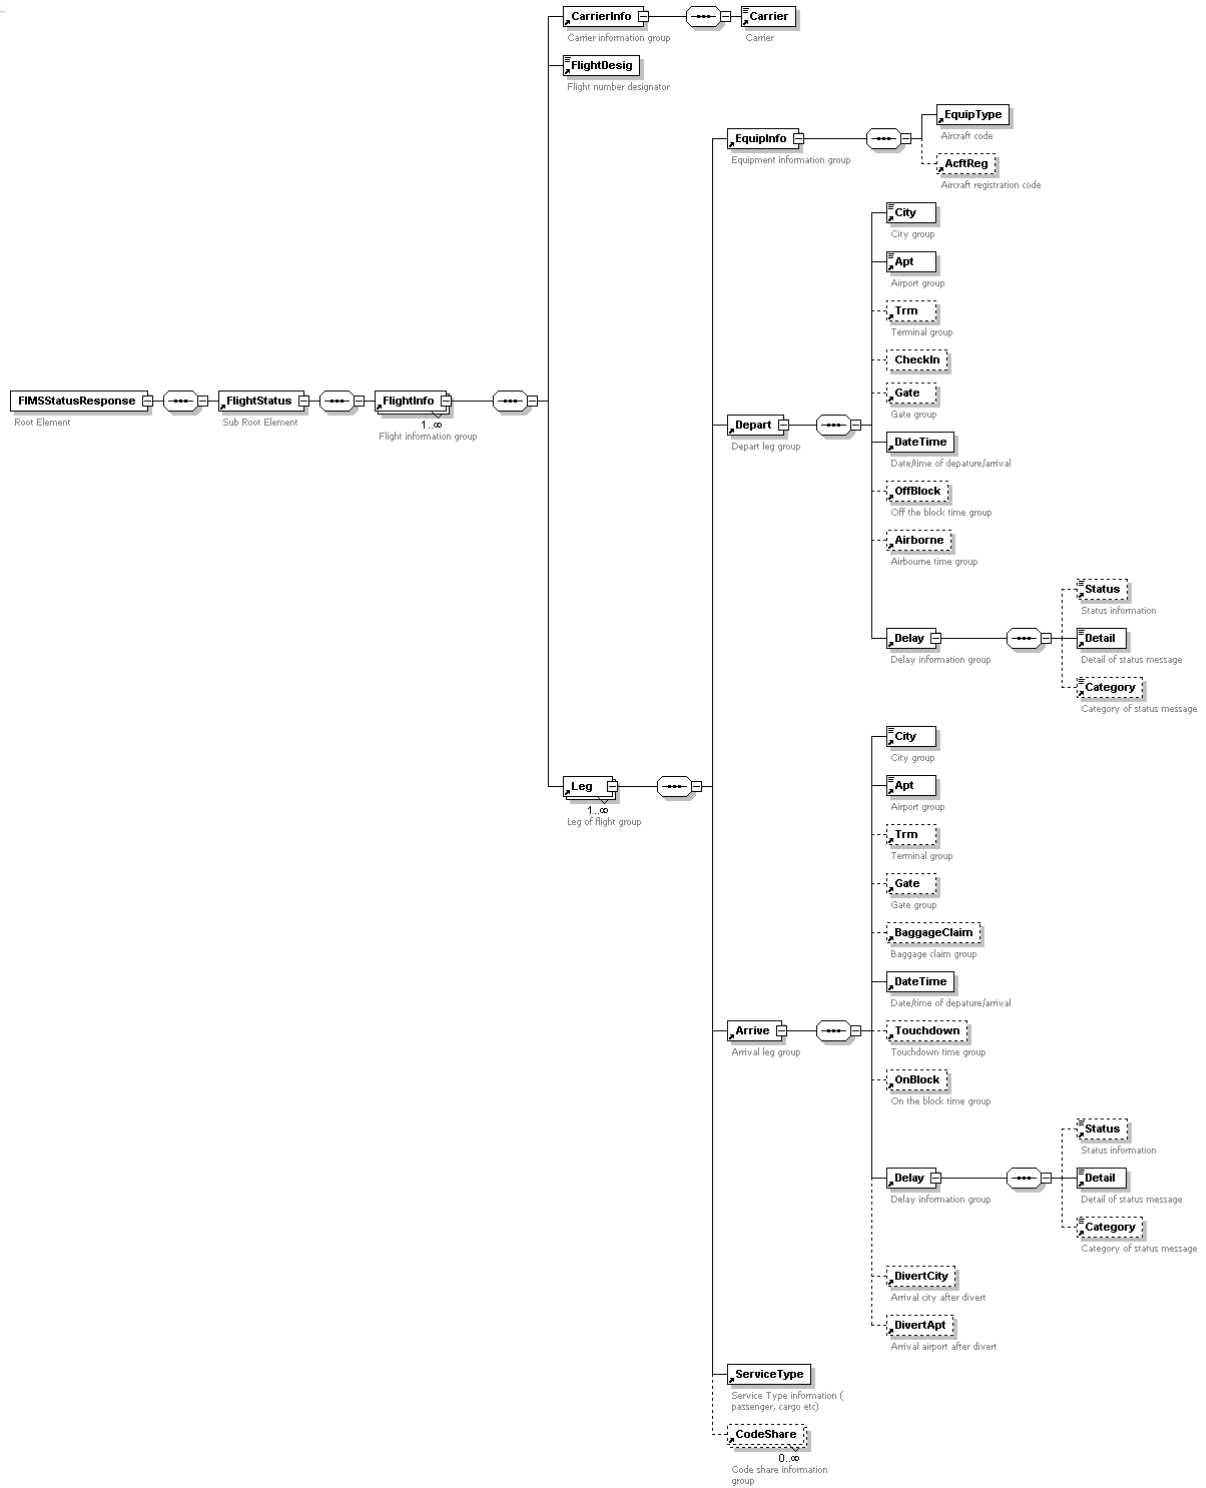 CarrierInfo
Carrier information group
Carrier
Carrier
FlightDesig
Flight number designator
EquipInfo
Equipment information group
EquipType
Aircraft code
AcftReg
Aircraft registration code
City
City group
Apt
Airport group
Trm
Terminal group
CheckIn
Gate
Gate group
FIMSStatusResponse
Root Element
FlightStatus
Sub Root Element
FlightInfo
1..∞
Flight information group
Depart
Depart leg group
DateTime
Date/time of depature/arrival
OffBlock
Off the block time group
Airborne
Airbourne time group
Delay
Delay information group
Status
Status information
Detail
Detail of status message
Category
Category of status message
Leg
1..∞
Leg of flight group
City
City group
Apt
Airport group
Trm
Terminal group
Gate
Gate group
BaggageClaim
Baggage claim group
DateTime
Date/time of depature/arrival
Arrive
Arrival leg group
Touchdown
Touchdown time group
OnBlock
On the block time group
Delay
Delay information group
Status
Status information
Detail
Detail of status message
Category
Category of status message
DivertCity
Arrival city after divert
DivertApt
Arrival airport after divert
ServiceType
Service Type information (
passenger, cargo etc)
CodeShare
0..∞
Code share information
group